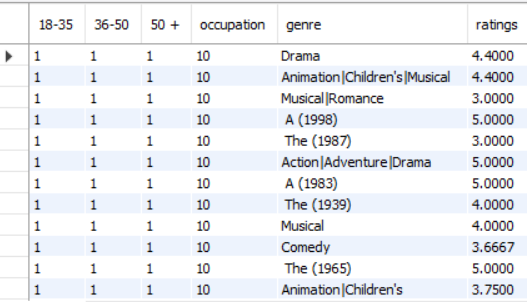 18-35 36-50 50 + occupation genre ratings
1 1 1 10 Drama 4.4000
1 1 1 10 Animation|Children's|Musical 4.4000
1 1 1 10 Musical|Romance 3.0000
1 1 1 10 A (1998) 5.0000
1 1 1 10 The (1987) 3.0000
1 1 1 10 Action|Adventure|Drama 5.0000
1 1 1 10 A (1983) 5.0000
1 1 1 10 The (1939) 4.0000
1 1 1 10 Musical 4.0000
1 1 1 10 Comedy 3.6667
1 1 1 10 The (1965) 5.0000
1 1 1 10 Animation|Children's 3.7500